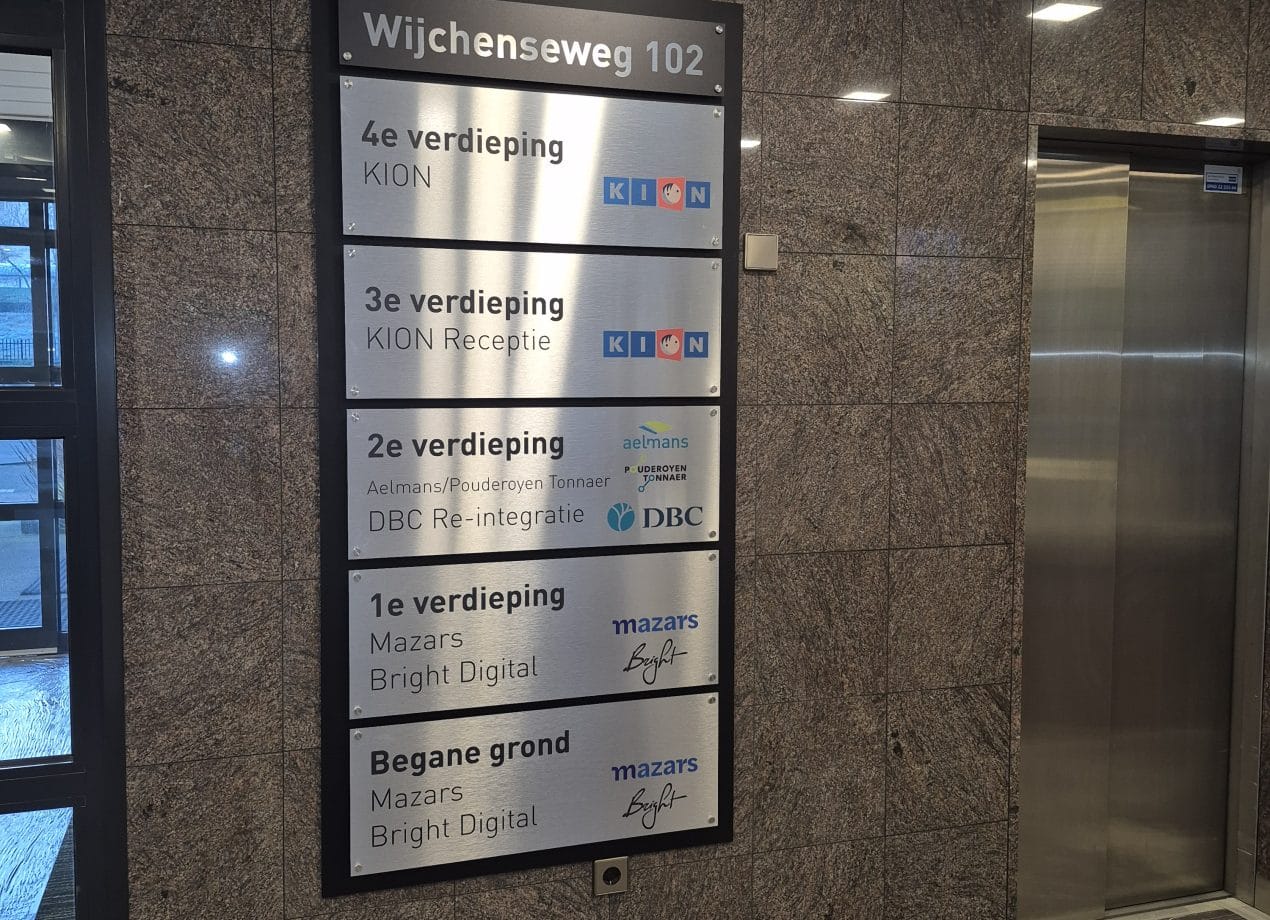 Wijchenseweg 102
4e verdieping
KION
KION
3e verdieping
KION Receptie
KION
2e verdieping
aelmans
Aelmans/Pouderoyen Tonnaer
POUDEROYEN
TONNAER
DBC Re-integratie
DBC
1e verdieping
Mazars
mazars
Bright Digital
Bright
Begane grond
Mazars
mazars
Bright Digital
Bright